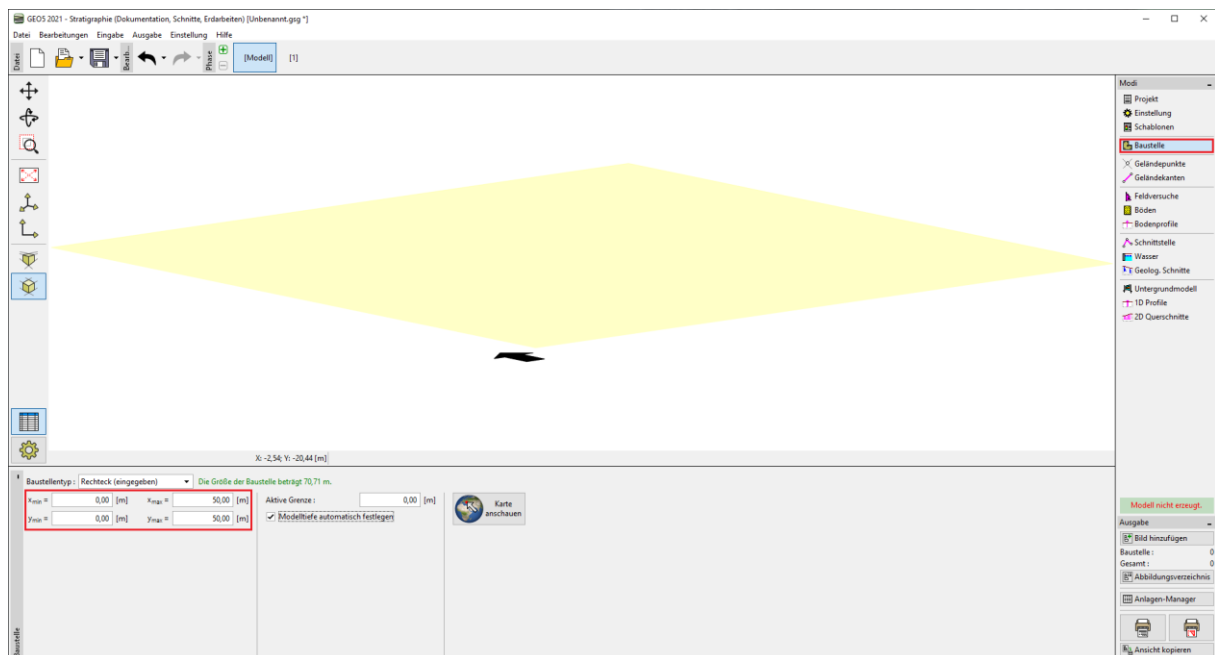 GEO5 2021 - Stratigraphie (Dokumentation, Schnitte, Erdarbeiten) [Unbenannt.gsg *]
Datei Bearbeitungen Eingabe Ausgabe Einstellung Hilfe
Datei
Bearb...
Phase
[Modell] [1]
X: -2,54; Y: -20,44 [m]
Modi
Projekt
Einstellung
Schablonen
Baustelle
Geländepunkte
Geländekanten
Feldversuche
Böden
Bodenprofile
Schnittstelle
Wasser
Geolog. Schnitte
Untergrundmodell
1D Profile
2D Querschnitte
Baustellentyp : Rechteck (eingegeben) Die Größe der Baustelle beträgt 70,71 m.
xmin = 0,00 [m] xmax = 50,00 [m] Aktive Grenze : 0,00 [m]
ymin = 0,00 [m] ymax = 50,00 [m] Modelltiefe automatisch festlegen
Karte
anschauen
Baustelle
Modell nicht erzeugt.
Ausgabe
Bild hinzufügen
Baustelle : 0
Gesamt : 0
Abbildungsverzeichnis
Anlagen-Manager
Ansicht kopieren